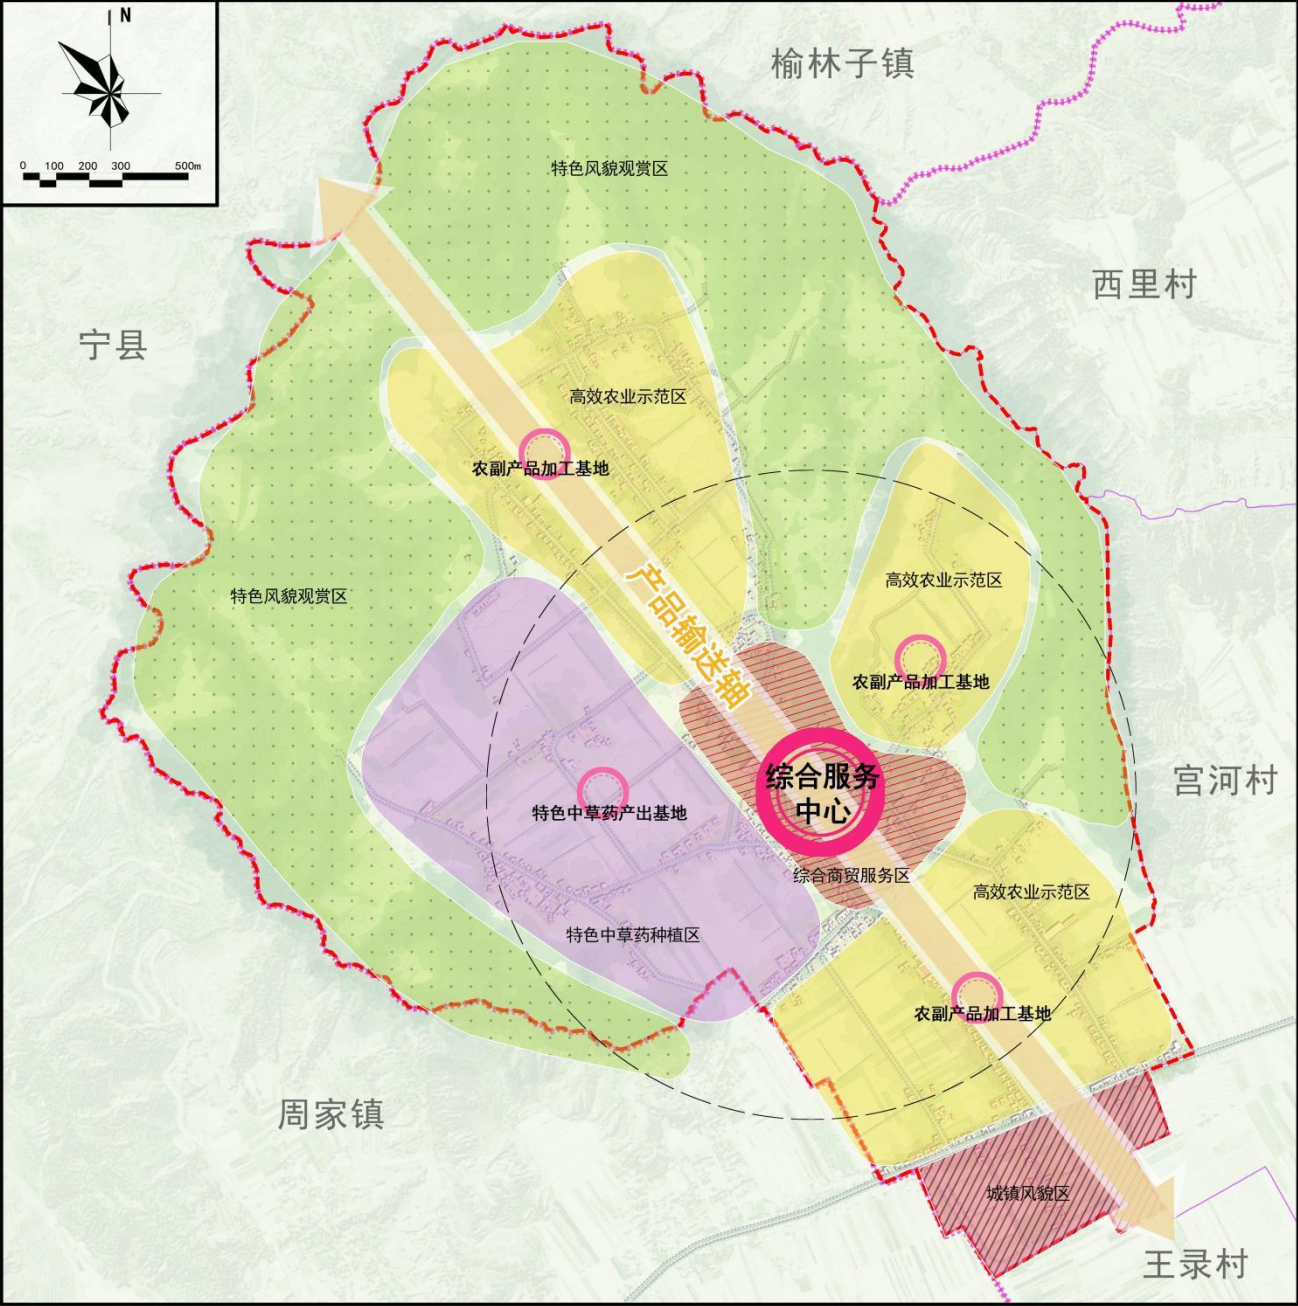 N
0 100 200 300 500m
榆林子镇
特色风貌观赏区
西里村
宁县
高效农业示范区
农副产品加工基地
产品输送轴
高效农业示范区
特色风貌观赏区
农副产品加工基地
综合服务
中心
宫河村
特色中草药产出基地
综合商贸服务区
高效农业示范区
特色中草药种植区
农副产品加工基地
周家镇
城镇风貌区
王录村